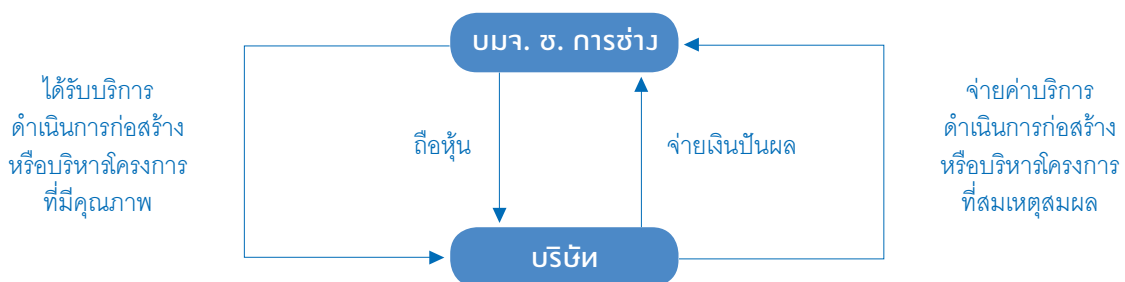 บมจ. ช. การช่าง
ได้รับบริการ
ดำเนินการก่อสร้าง
หรือบริหารโครงการ
ที่มีคุณภาพ
ถือหุ้น
จ่ายเงินปันผล
จ่ายค่าบริการ
ดำเนินการก่อสร้าง
หรือบริหารโครงการ
ที่สมเหตุสมผล
บริษัท